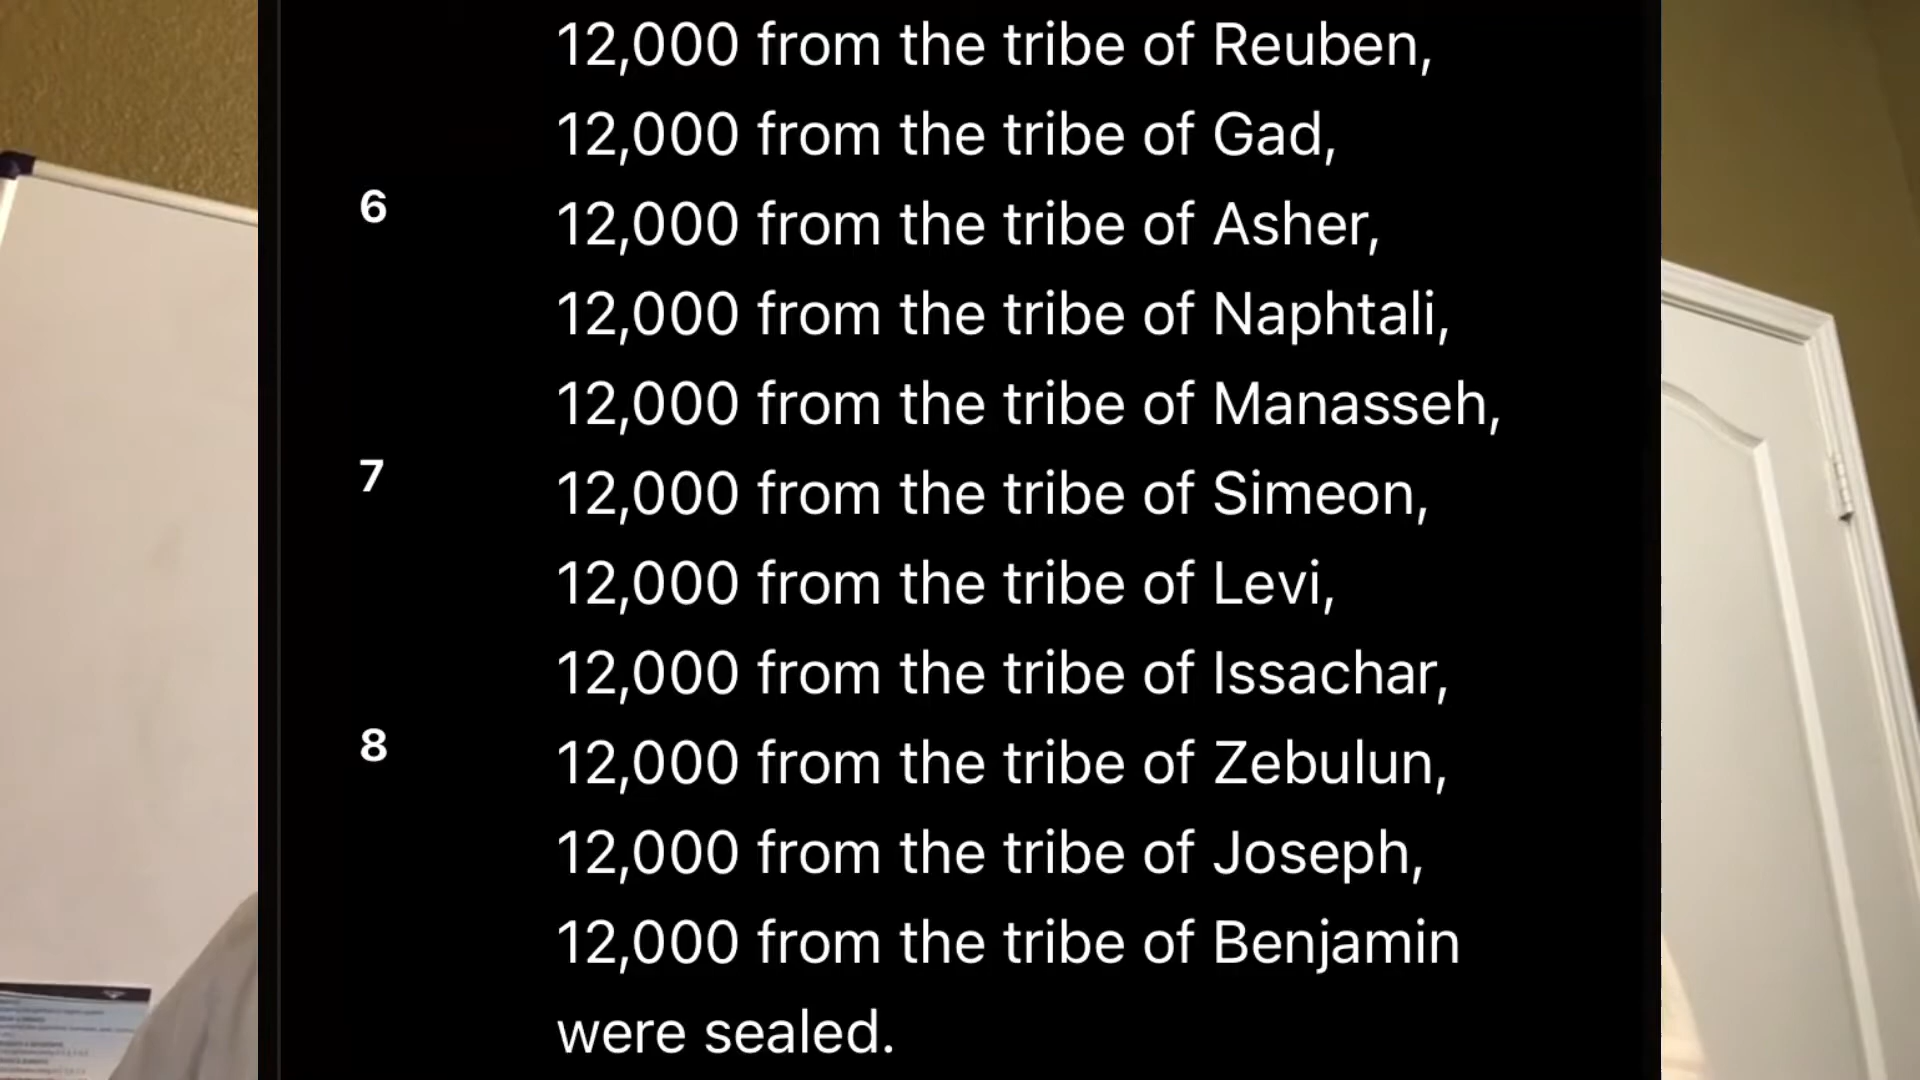 12,000 from the tribe of Reuben,
12,000 from the tribe of Gad,
6 12,000 from the tribe of Asher,
12,000 from the tribe of Naphtali,
12,000 from the tribe of Manasseh,
7 12,000 from the tribe of Simeon,
12,000 from the tribe of Levi,
12,000 from the tribe of Issachar,
8 12,000 from the tribe of Zebulun,
12,000 from the tribe of Joseph,
12,000 from the tribe of Benjamin
were sealed.